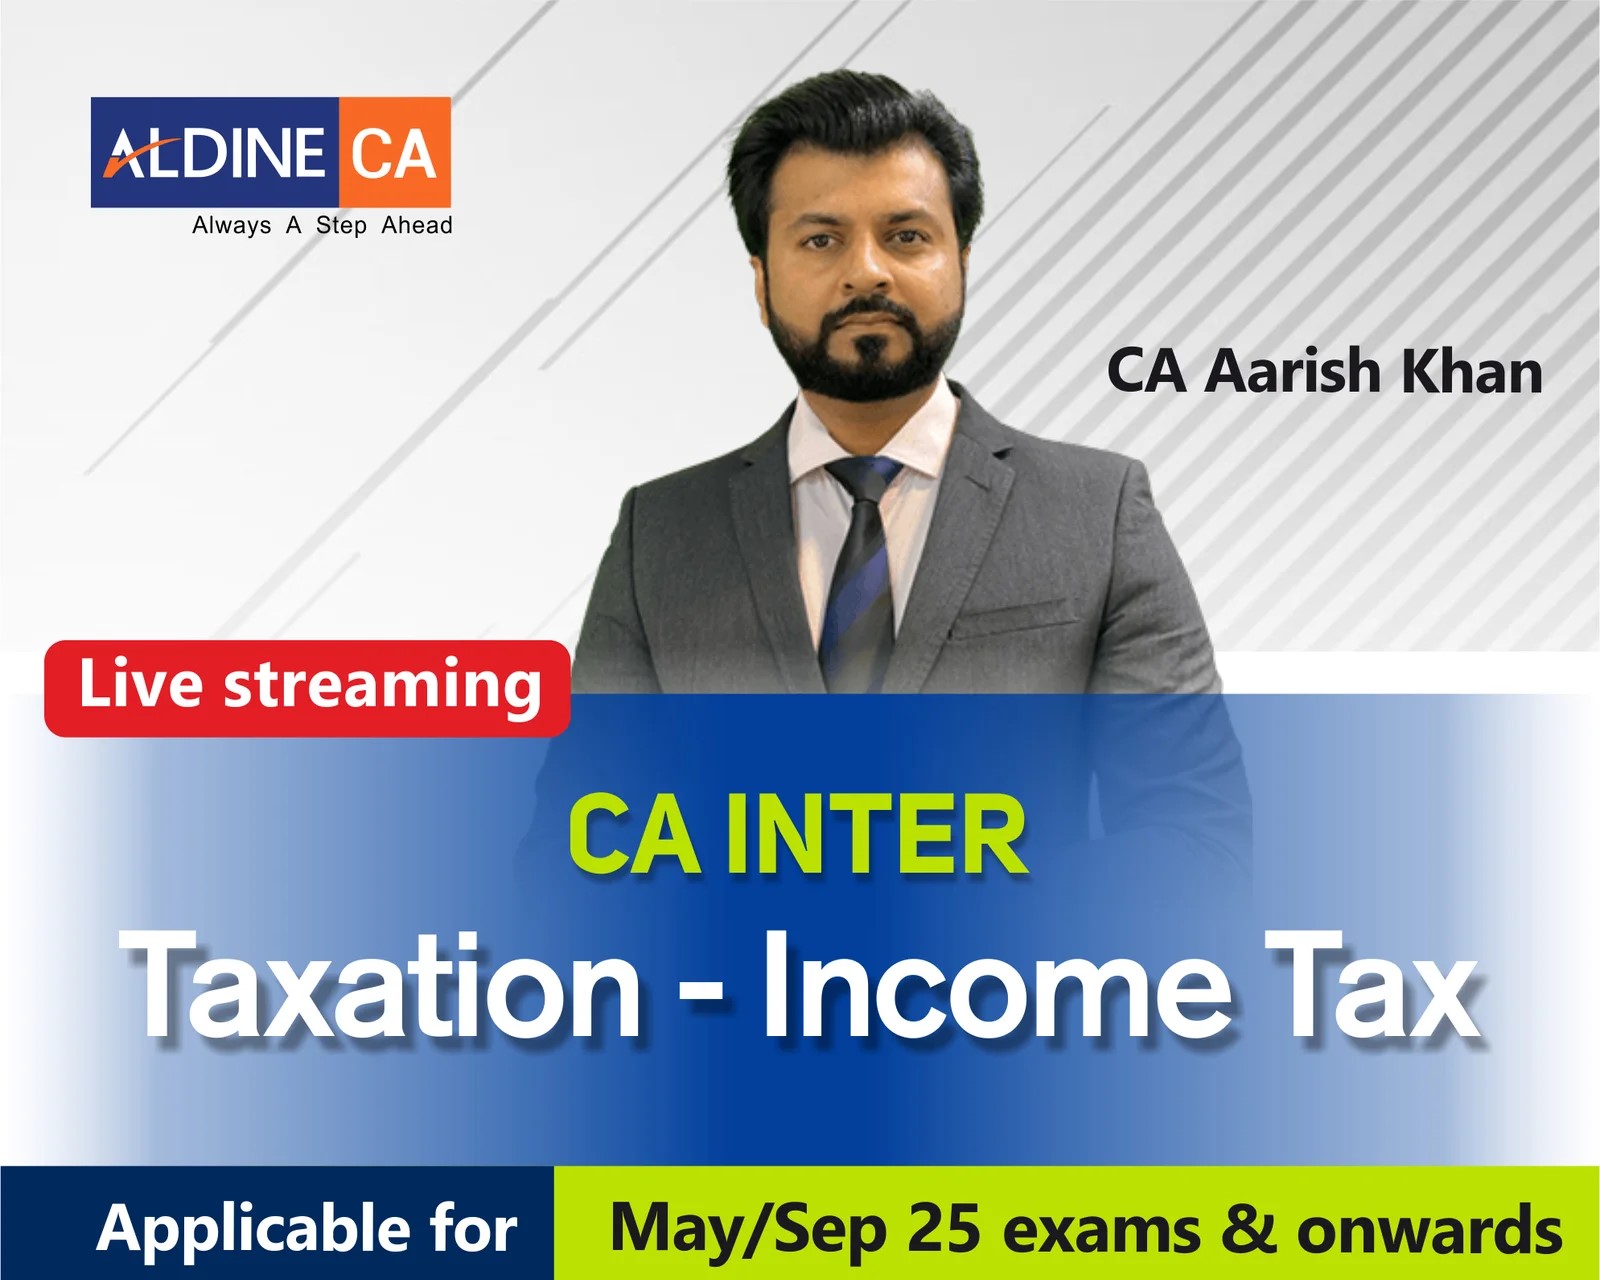 ALDINE CA
Always A Step Ahead
CA Aarish Khan
Live streaming
CA INTER
Taxation - Income Tax
Applicable for May/Sep 25 exams & onwards